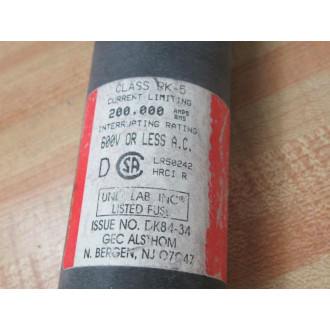 CLASS RK-5
CURRENT LIMITING
200.000 AMPS RMS
INTERRUPTING RATING
600V OR LESS A.C.
D SA LR50242
HRCI R
UND. LAB. INC.®
LISTED FUSE
ISSUE NO. DK84-34
GEC ALSTHOM
N. BERGEN, NJ 07047